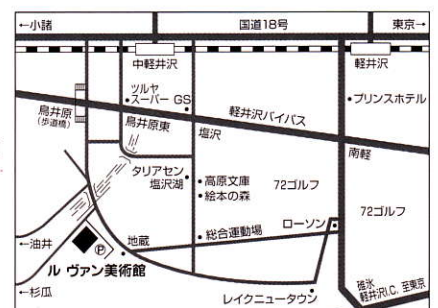 ←小諸
国道18号
東京→
中軽井沢
軽井沢
ツルヤ
スーパー
GS
プリンスホテル
鳥井原
(歩道橋)
鳥井原東
軽井沢バイパス
塩沢
南軽
タリアセン
塩沢湖
高原文庫
絵本の森
72ゴルフ
72ゴルフ
ローソン
総合運動場
←油井
P
地蔵
ル ヴァン美術館
←杉瓜
レイクニュータウン
碓氷
軽井沢I.C. 至東京